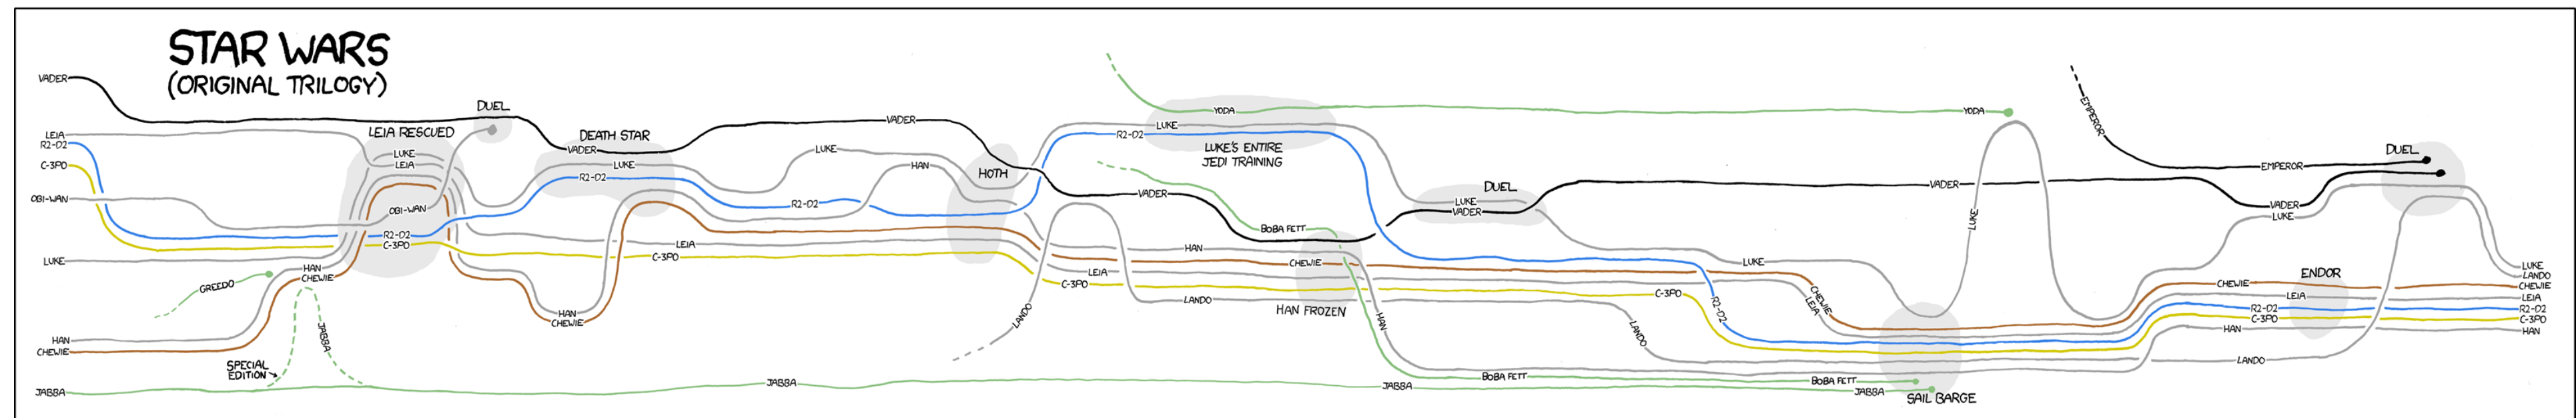 STAR WARS
(ORIGINAL TRILOGY)
VADER
LEIA
R2-D2
C-3PO
OBI-WAN
LUKE
HAN
CHEWIE
JABBA
GREEDO
SPECIAL
EDITION
JABBA
HAN
CHEWIE
LEIA RESCUED
LUKE
LEIA
OBI-WAN
R2-D2
C-3PO
DUEL
DEATH STAR
VADER
LUKE
R2-D2
HAN
CHEWIE
LEIA
C-3PO
JABBA
VADER
LUKE
HAN
R2-D2
HOTH
LANDO
YODA
LUKE
R2-D2
LUKE'S ENTIRE
JEDI TRAINING
VADER
BOBA FETT
HAN
CHEWIE
LEIA
C-3PO
LANDO
HAN FROZEN
HAN
JABBA
DUEL
LUKE
VADER
BOBA FETT
C-3PO
LANDO
R2-D2
LUKE
CHEWIE
LEIA
BOBA FETT
JABBA
SAIL BARGE
YODA
VADER
LUKE
EMPEROR
EMPEROR
VADER
LUKE
DUEL
CHEWIE
LEIA
R2-D2
C-3PO
HAN
LANDO
ENDOR
LUKE
LANDO
CHEWIE
LEIA
R2-D2
C-3PO
HAN